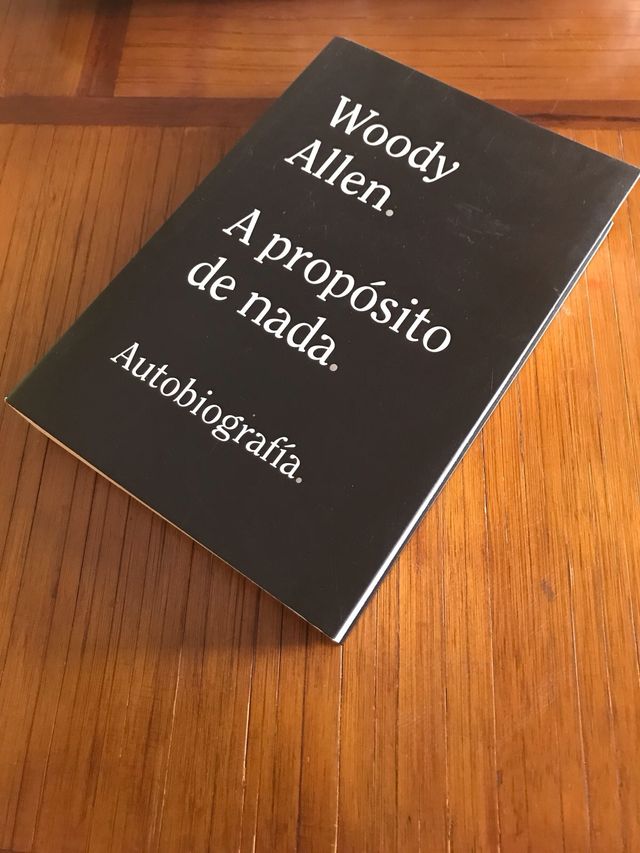 Woody
Allen.
A propósito
de nada.
Autobiografía.